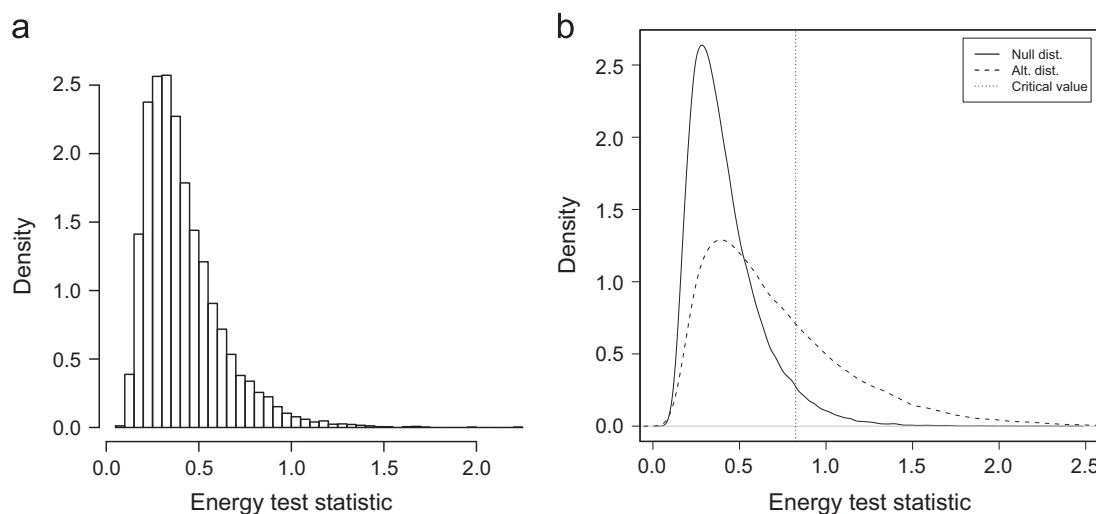 a
2.5
2.0
1.5
1.0
0.5
0.0
Density
0.0 0.5 1.0 1.5 2.0
Energy test statistic
b
Null dist.
Alt. dist.
Critical value
2.5
2.0
1.5
1.0
0.5
0.0
Density
0.0 0.5 1.0 1.5 2.0 2.5
Energy test statistic